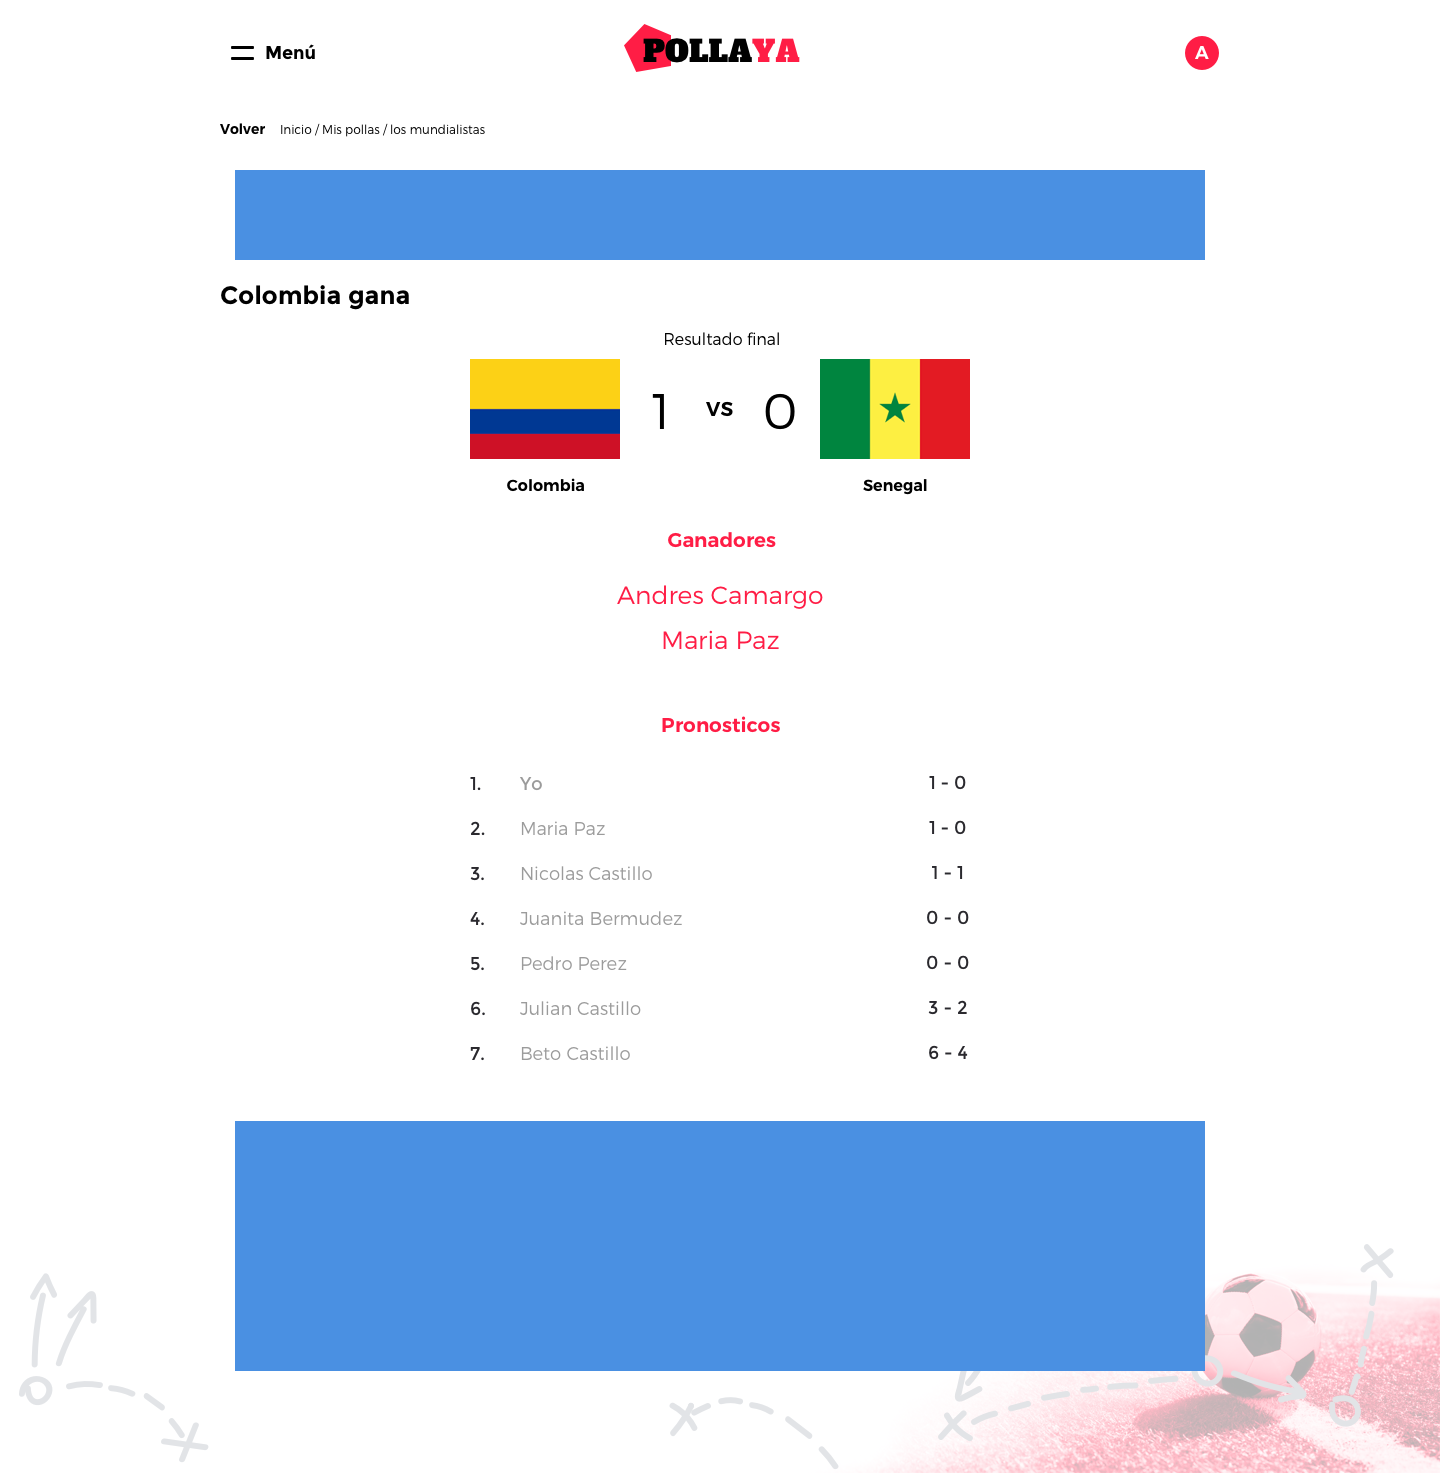 Menú
POLLAYA
A
Volver Inicio / Mis pollas / los mundialistas
Colombia gana
Resultado final
1 vs 0
Colombia Senegal
Ganadores
Andres Camargo
Maria Paz
Pronosticos
1. Yo 1 - 0
2. Maria Paz 1 - 0
3. Nicolas Castillo 1 - 1
4. Juanita Bermudez 0 - 0
5. Pedro Perez 0 - 0
6. Julian Castillo 3 - 2
7. Beto Castillo 6 - 4